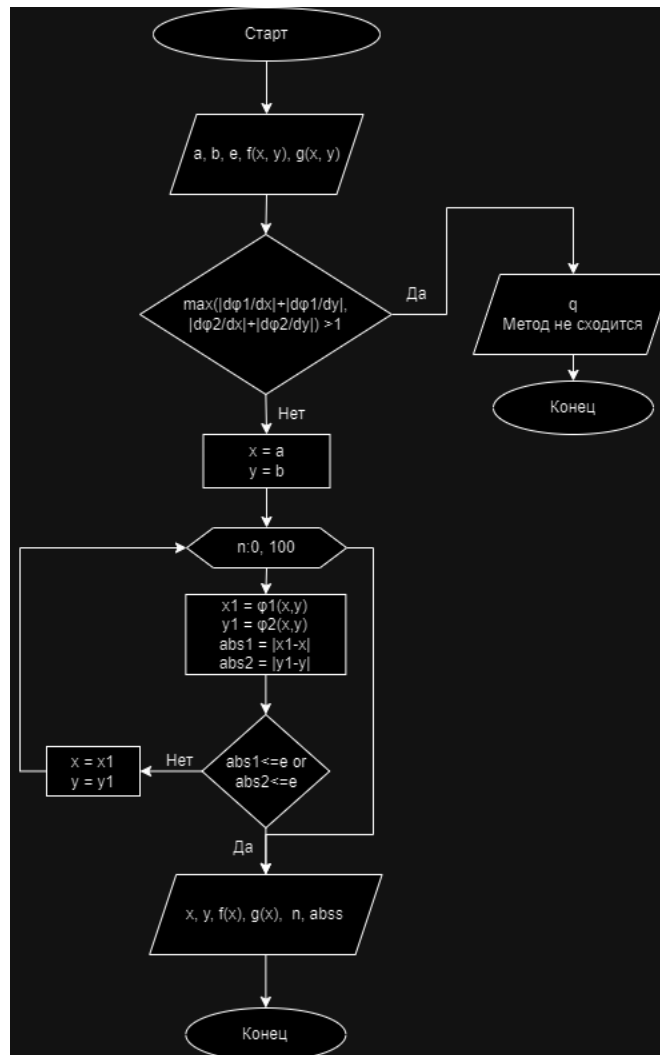 Старт
a, b, e, f(x, y), g(x, y)
max(|dφ1/dx|+|dφ1/dy|,
|dφ2/dx|+|dφ2/dy|) >1
Да
q
Метод не сходится
Конец
Нет
x = a
y = b
n:0, 100
x1 = φ1(x,y)
y1 = φ2(x,y)
abs1 = |x1-x|
abs2 = |y1-y|
abs1<=e or
abs2<=e
Нет
x = x1
y = y1
Да
x, y, f(x), g(x), n, abss
Конец